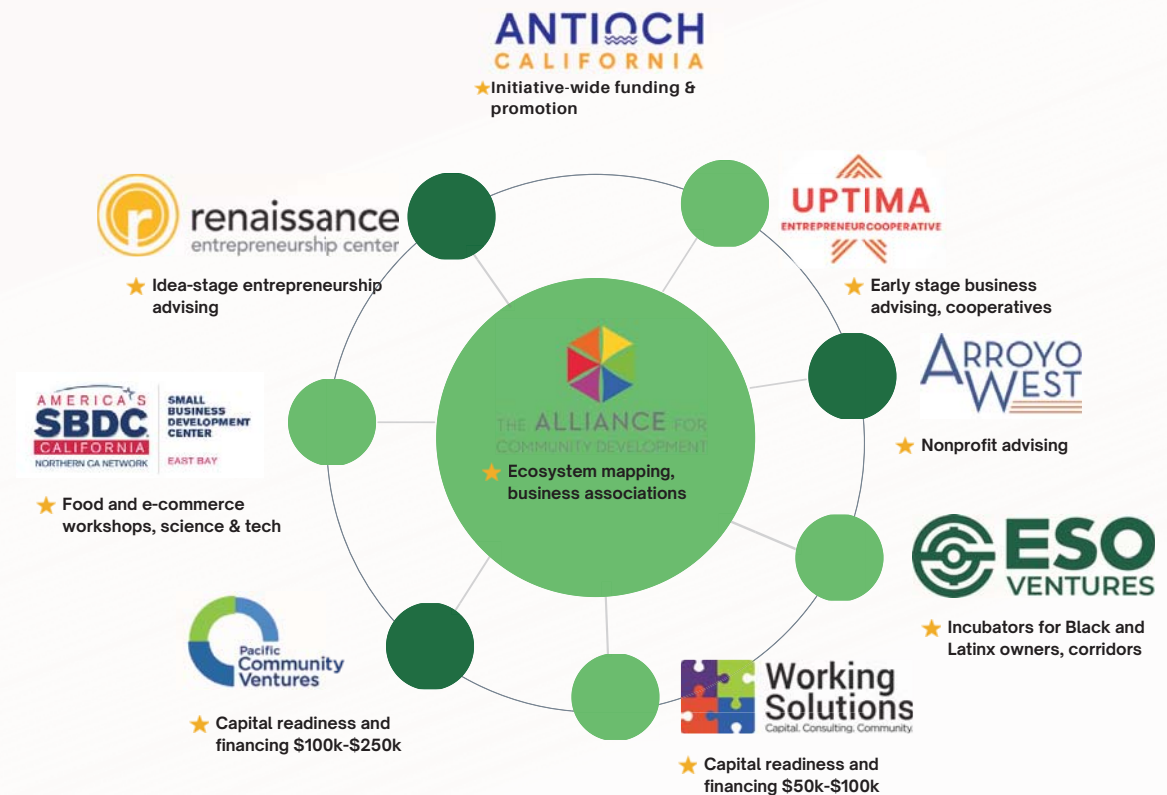 ANTIOCH
CALIFORNIA
Initiative-wide funding &
promotion
r renaissance
entrepreneurship center
Idea-stage entrepreneurship
advising
UPTIMA
ENTREPRENEUR COOPERATIVE
Early stage business
advising, cooperatives
ARROYO
WEST
Nonprofit advising
THE ALLIANCE FOR
COMMUNITY DEVELOPMENT
Ecosystem mapping,
business associations
AMERICA'S
SBDC
CALIFORNIA
NORTHERN CA NETWORK
SMALL
BUSINESS
DEVELOPMENT
CENTER
EAST BAY
Food and e-commerce
workshops, science & tech
ESO
VENTURES
Incubators for Black and
Latinx owners, corridors
Pacific
Community
Ventures
Capital readiness and
financing $100k-$250k
Working
Solutions
Capital. Consulting. Community.
Capital readiness and
financing $50k-$100k